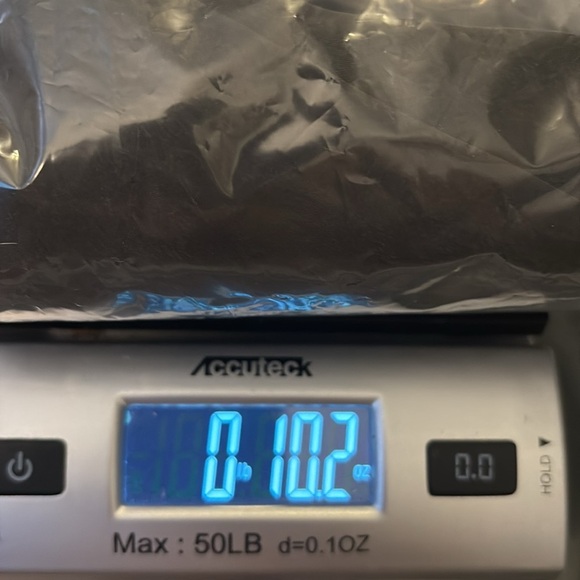 Accuteck
0 lb 10.2 oz
0.0
HOLD ▼
Max : 50LB d=0.1OZ